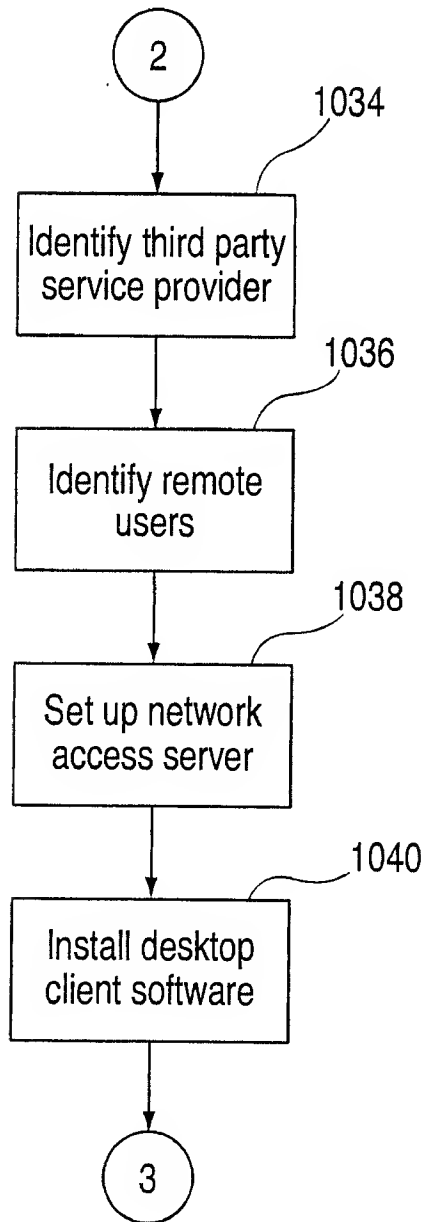 2
1034
Identify third party
service provider
1036
Identify remote
users
1038
Set up network
access server
1040
Install desktop
client software
3